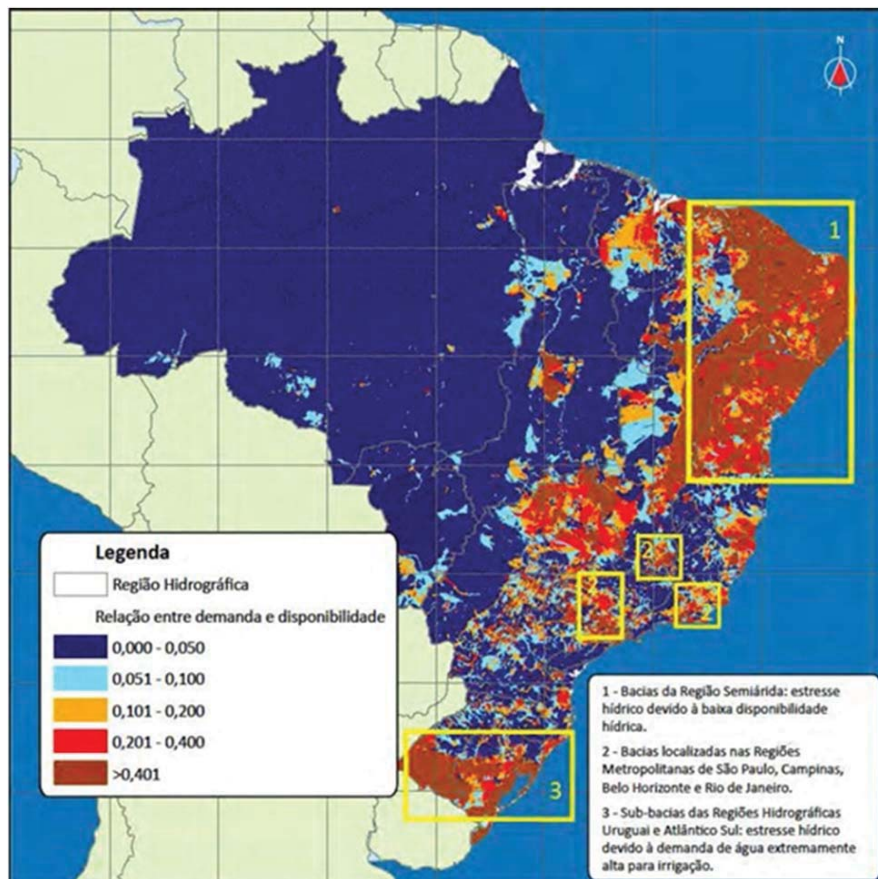 N
1
2
2
2
3
Legenda
Região Hidrográfica
Relação entre demanda e disponibilidade
0,000 - 0,050
0,051 - 0,100
0,101 - 0,200
0,201 - 0,400
>0,401
1 - Bacias da Região Semiárida: estresse
hídrico devido à baixa disponibilidade
hídrica.
2 - Bacias localizadas nas Regiões
Metropolitanas de São Paulo, Campinas,
Belo Horizonte e Rio de Janeiro.
3 - Sub-bacias das Regiões Hidrográficas
Uruguai e Atlântico Sul: estresse hídrico
devido à demanda de água extremamente
alta para irrigação.